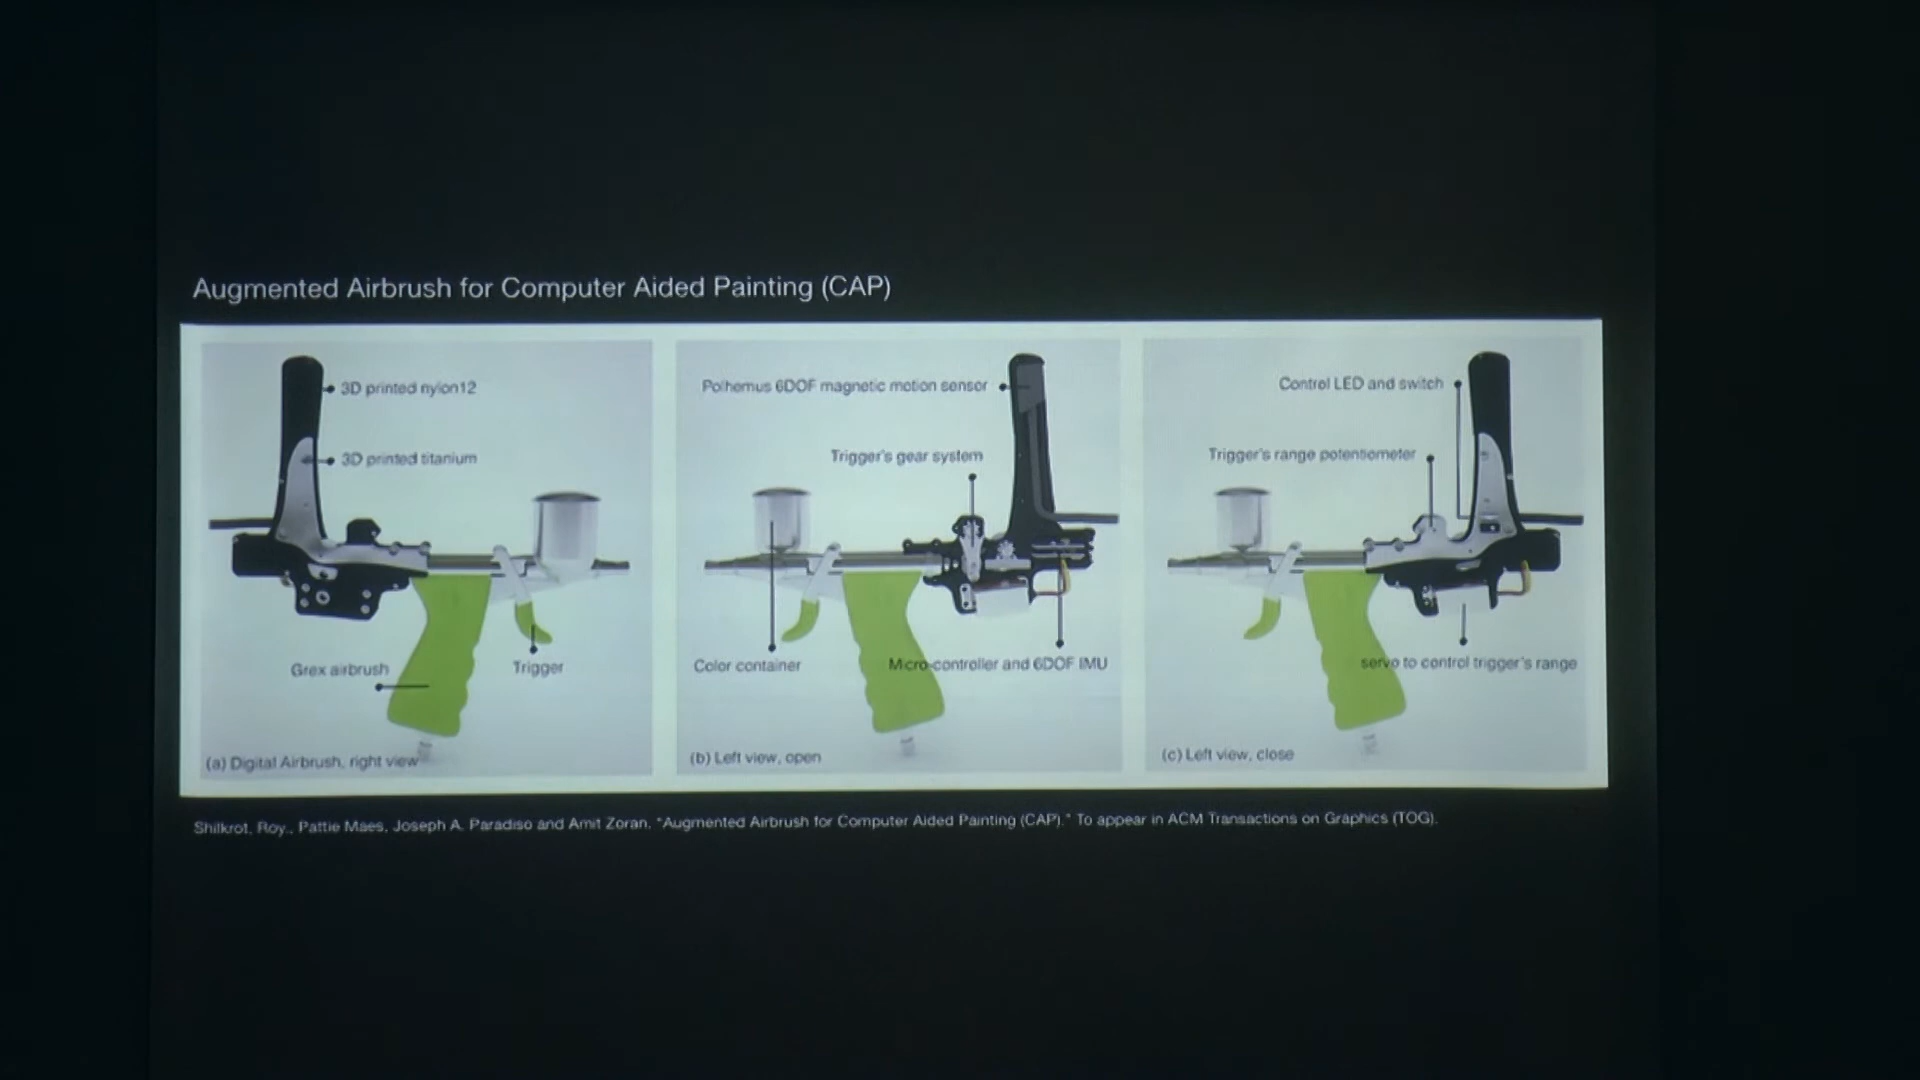 Augmented Airbrush for Computer Aided Painting (CAP)
3D printed nylon12
3D printed titanium
Grex airbrush
Trigger
(a) Digital Airbrush, right view
Polhemus 6DOF magnetic motion sensor
Trigger's gear system
Color container
Micro-controller and 6DOF IMU
(b) Left view, open
Control LED and switch
Trigger's range potentiometer
servo to control trigger's range
(c) Left view, close
Shilkrot, Roy., Pattie Maes, Joseph A. Paradiso and Amit Zoran. "Augmented Airbrush for Computer Aided Painting (CAP)." To appear in ACM Transactions on Graphics (TOG).